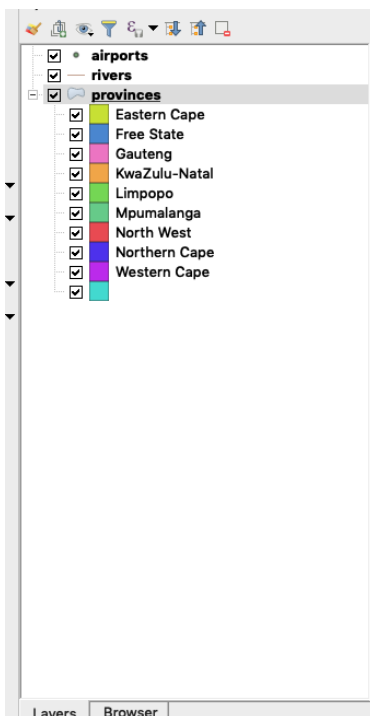 airports
rivers
provinces
Eastern Cape
Free State
Gauteng
KwaZulu-Natal
Limpopo
Mpumalanga
North West
Northern Cape
Western Cape
Layers Browser